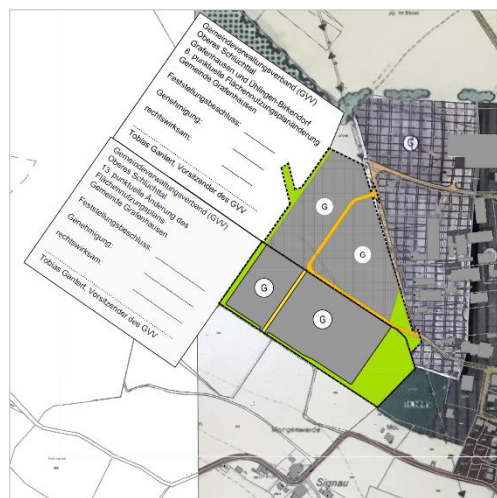 Gemeindeverwaltungsverband (GVV)
Oberes Schlüchttal
Grafenhausen und Ühlingen-Birkendorf
8. punktuelle Flächennutzungsplanänderung
Gemeinde Grafenhausen
Feststellungsbeschluss:
Genehmigung:
rechtswirksam:
Tobias Gantert, Vorsitzender des GVV
Gemeindeverwaltungsverband (GVV)
Oberes Schlüchttal
13. punktuelle Änderung des
Flächennutzungsplans
Gemeinde Grafenhausen
Feststellungsbeschluss:
Genehmigung:
rechtswirksam:
Tobias Gantert, Vorsitzender des GVV
G
G
G
G
G
Morgenweide
Signau